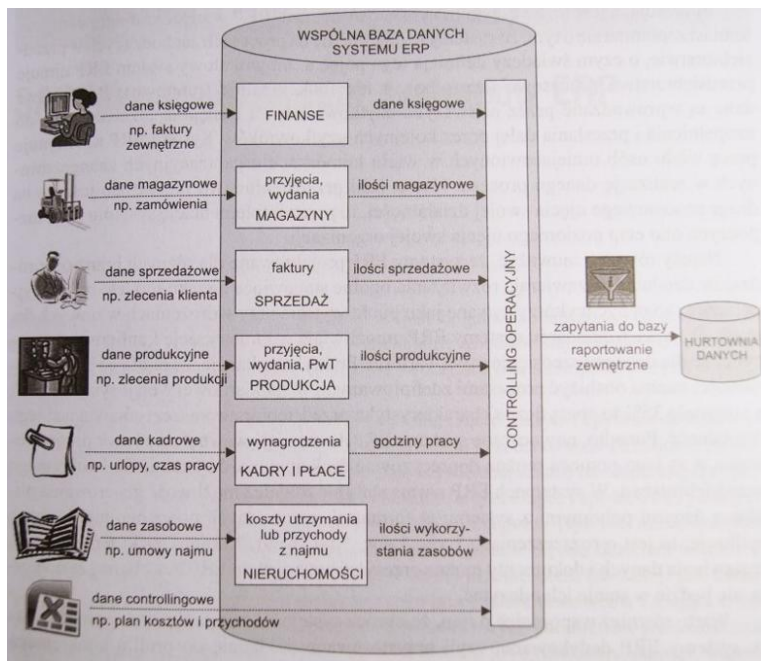 WSPÓLNA BAZA DANYCH
SYSTEMU ERP
dane księgowe
np. faktury
zewnętrzne
FINANSE
dane księgowe
dane magazynowe
np. zamówienia
przyjęcia,
wydania
MAGAZYNY
ilości magazynowe
dane sprzedażowe
np. zlecenia klienta
faktury
SPRZEDAŻ
ilości sprzedażowe
dane produkcyjne
np. zlecenia produkcji
przyjęcia,
wydania, PwT
PRODUKCJA
ilości produkcyjne
dane kadrowe
np. urlopy, czas pracy
wynagrodzenia
KADRY I PŁACE
godziny pracy
dane zasobowe
np. umowy najmu
koszty utrzymania
lub przychody
z najmu
NIERUCHOMOŚCI
ilości wykorzy-
stania zasobów
dane controllingowe
np. plan kosztów i przychodów
CONTROLLING OPERACYJNY
zapytania do bazy
raportowanie
zewnętrzne
HURTOWNIA
DANYCH